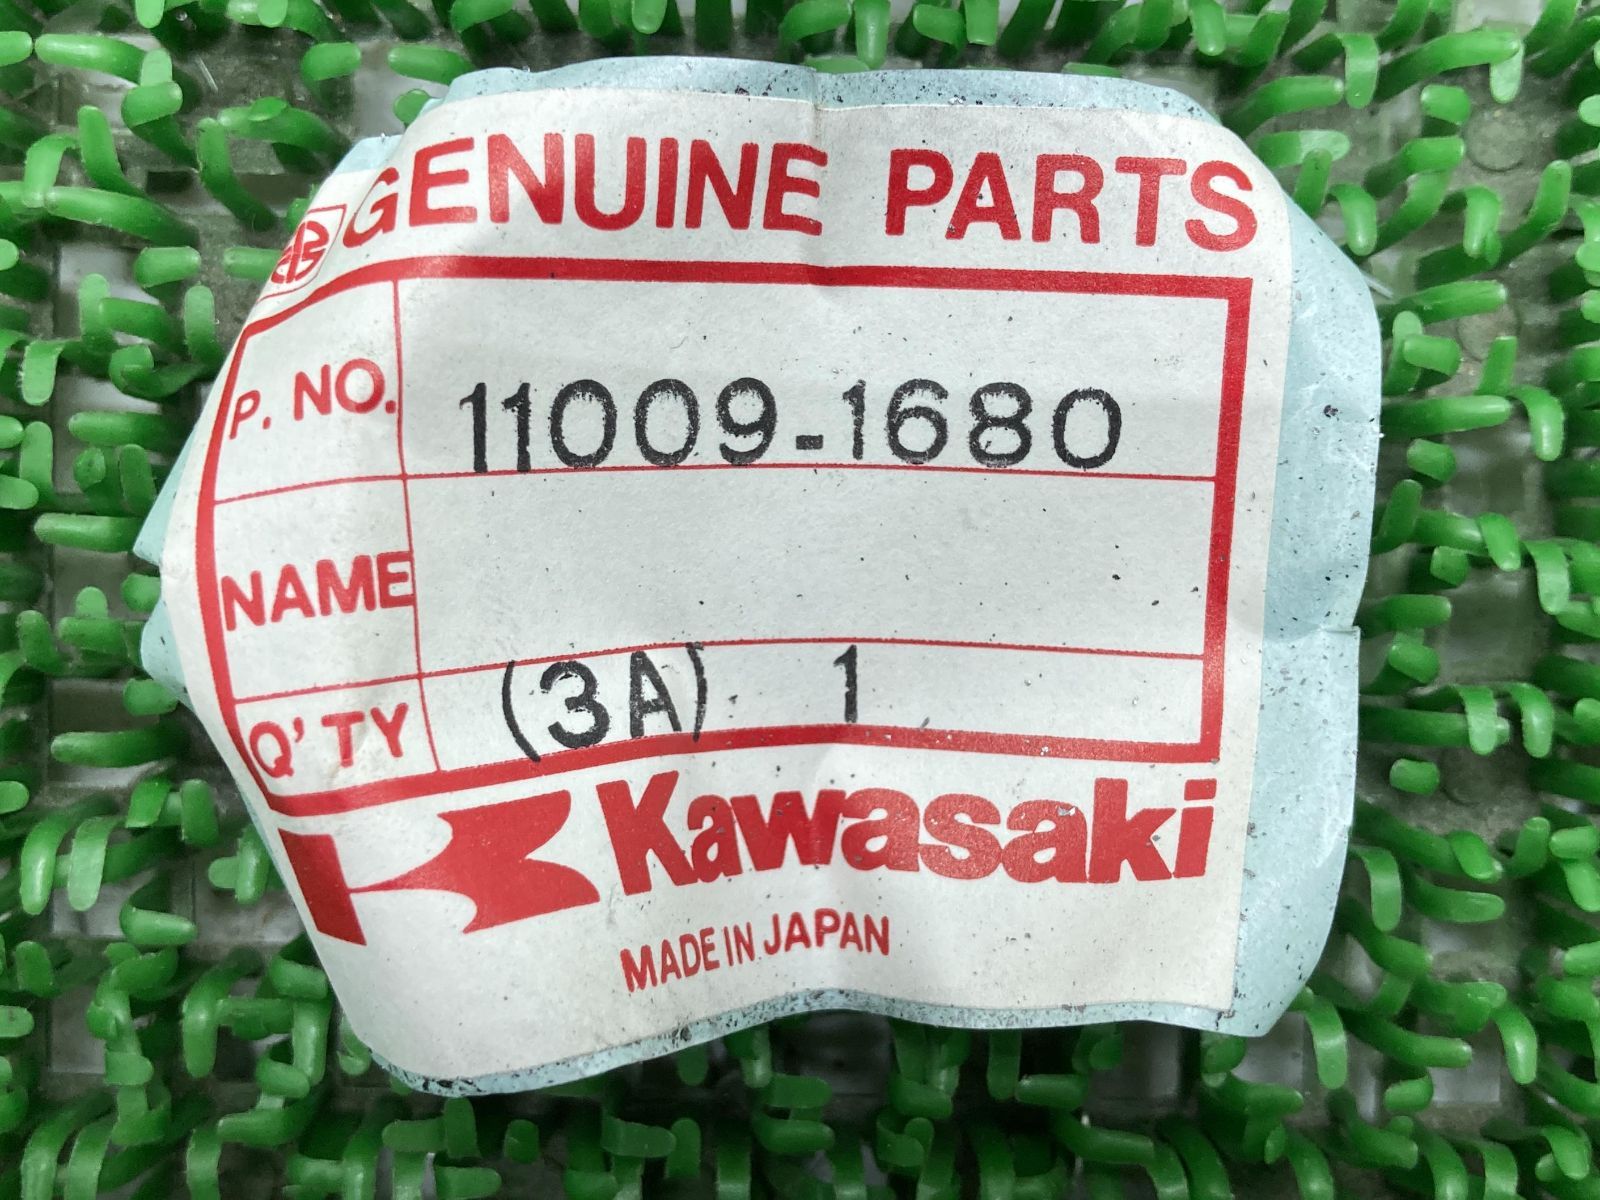 GENUINE PARTS
P. NO. 11009-1680
NAME
Q'TY (3A) 1
Kawasaki
MADE IN JAPAN